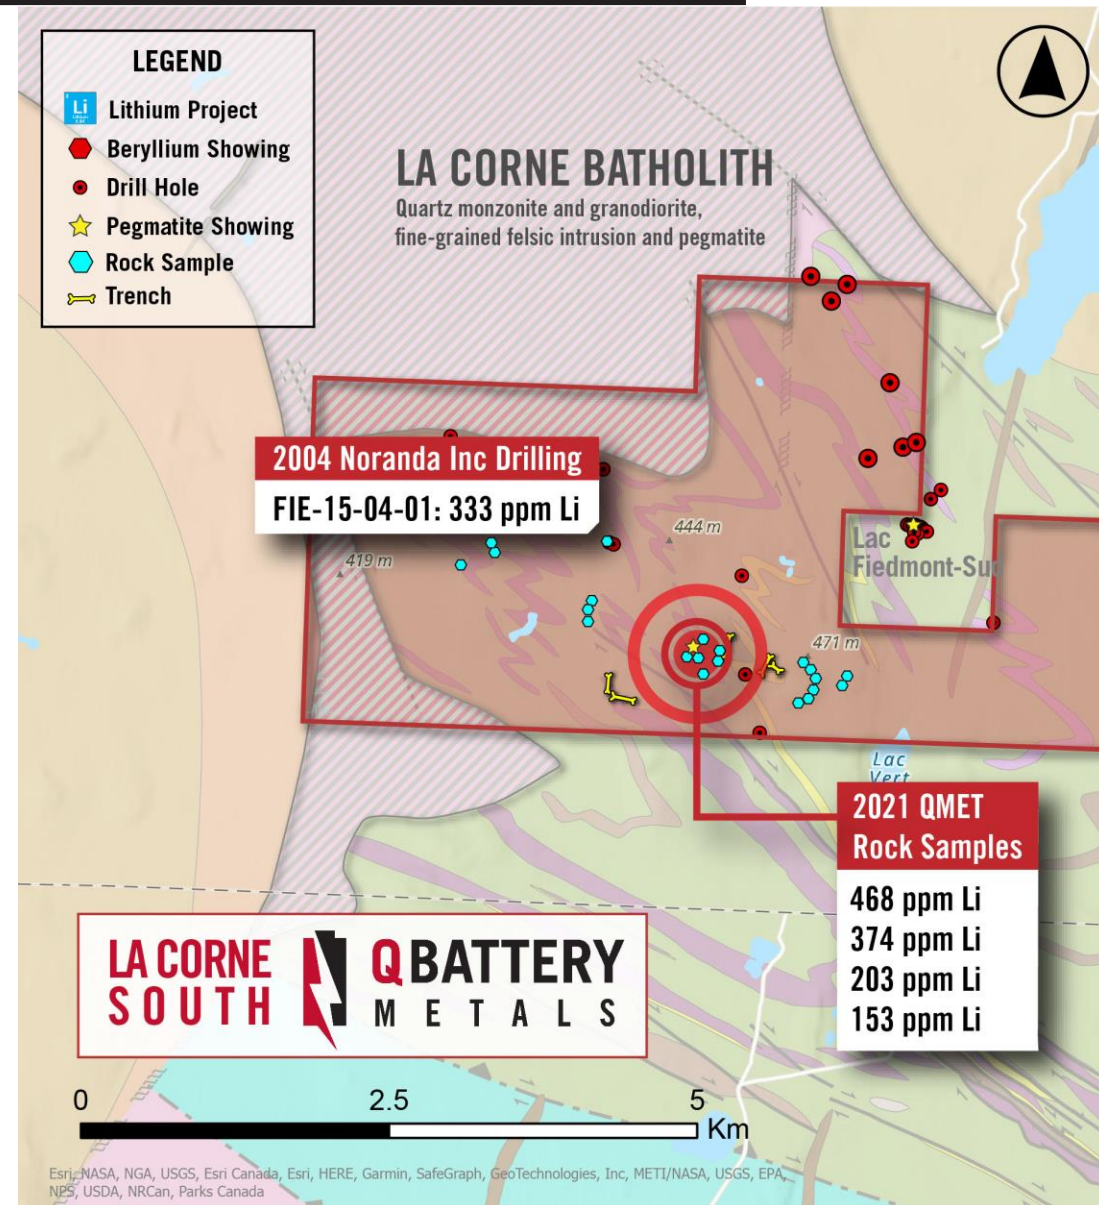 LEGEND
Li
Lithium Project
Beryllium Showing
Drill Hole
Pegmatite Showing
Rock Sample
Trench
LA CORNE BATHOLITH
Quartz monzonite and granodiorite,
fine-grained felsic intrusion and pegmatite
2004 Noranda Inc Drilling
FIE-15-04-01: 333 ppm Li
444 m
419 m
Lac
Fiedmont-Sud
471 m
Lac
Vert
2021 QMET
Rock Samples
468 ppm Li
374 ppm Li
203 ppm Li
153 ppm Li
LA CORNE
SOUTH
QBATTERY
METALS
0 2.5 5
Km
Esri, NASA, NGA, USGS, Esri Canada, Esri, HERE, Garmin, SafeGraph, GeoTechnologies, Inc, METI/NASA, USGS, EPA,
NPS, USDA, NRCan, Parks Canada